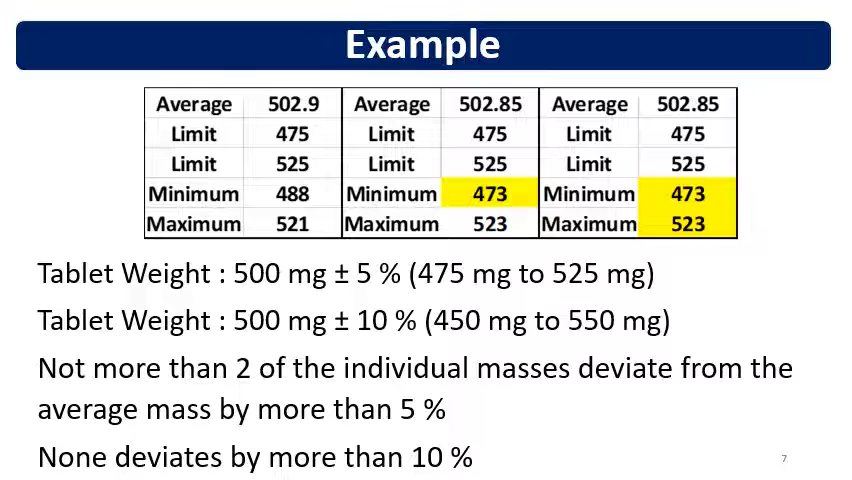 Example
Average 502.9 Average 502.85 Average 502.85
Limit 475 Limit 475 Limit 475
Limit 525 Limit 525 Limit 525
Minimum 488 Minimum 473 Minimum 473
Maximum 521 Maximum 523 Maximum 523
Tablet Weight : 500 mg ± 5 % (475 mg to 525 mg)
Tablet Weight : 500 mg ± 10 % (450 mg to 550 mg)
Not more than 2 of the individual masses deviate from the
average mass by more than 5 %
None deviates by more than 10 %
7